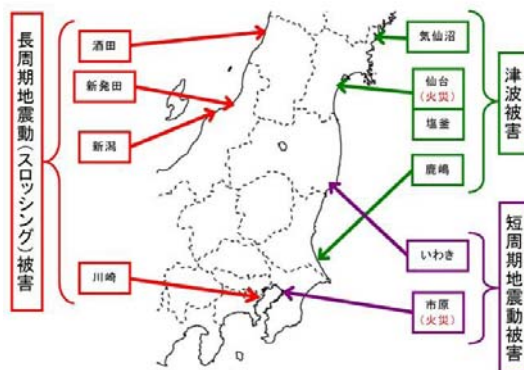 長周期地震動(スロッシング)被害
酒田
新発田
新潟
川崎
気仙沼
仙台
(火災)
塩釜
鹿嶋
いわき
市原
(火災)
津波被害
短周期地震動被害